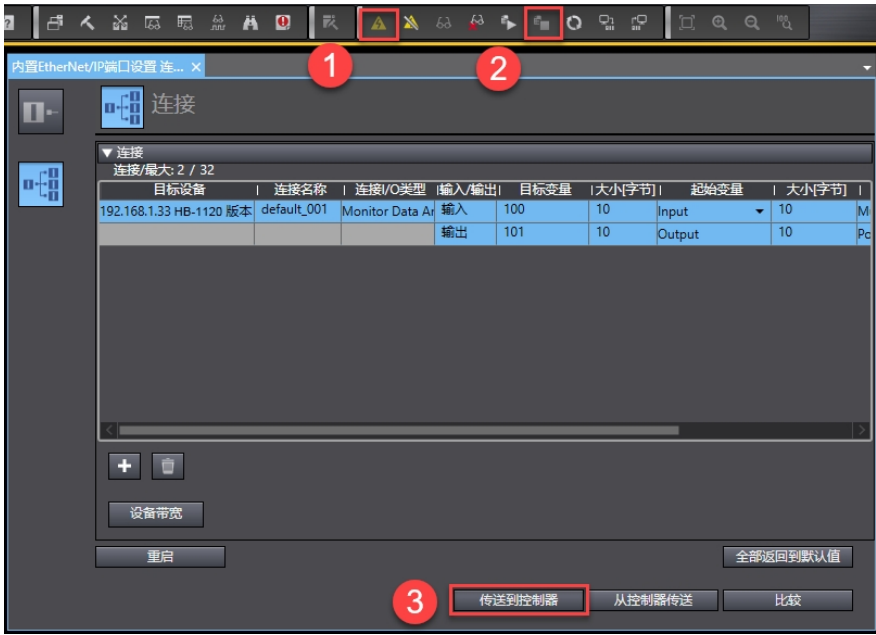 ?
100
1
2
内置EtherNet/IP端口设置 连... ×
连接
▼连接
连接/最大: 2 / 32
目标设备 连接名称 连接I/O类型 输入/输出 目标变量 大小[字节] 起始变量 大小[字节]
192.168.1.33 HB-1120 版本 default_001 Monitor Data Ar 输入 100 10 Input 10 M
输出 101 10 Output 10 Po
设备带宽
重启 全部返回到默认值
3 传送到控制器 从控制器传送 比较